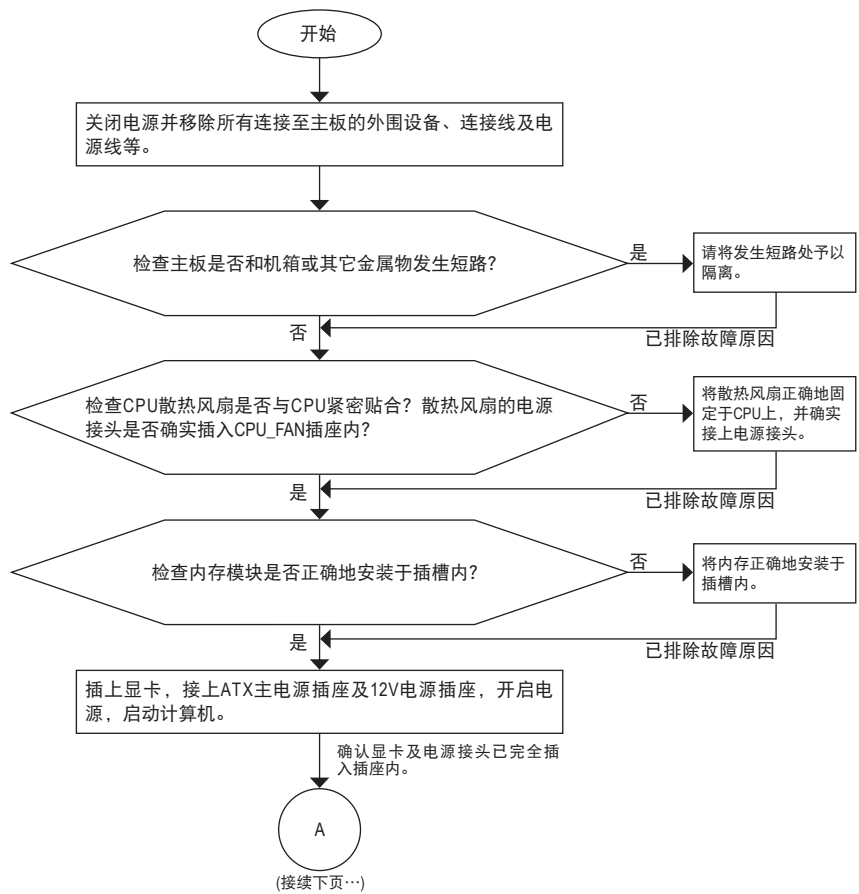 开始
关闭电源并移除所有连接至主板的外围设备、连接线及电
源线等。
检查主板是否和机箱或其它金属物发生短路？
是
请将发生短路处予以
隔离。
否
已排除故障原因
检查CPU散热风扇是否与CPU紧密贴合？散热风扇的电源
接头是否确实插入CPU_FAN插座内？
否
将散热风扇正确地固
定于CPU上，并确实
接上电源接头。
是
已排除故障原因
检查内存模块是否正确地安装于插槽内？
否
将内存正确地安装于
插槽内。
是
已排除故障原因
插上显卡，接上ATX主电源插座及12V电源插座，开启电
源，启动计算机。
确认显卡及电源接头已完全插
入插座内。
A
(接续下页…)